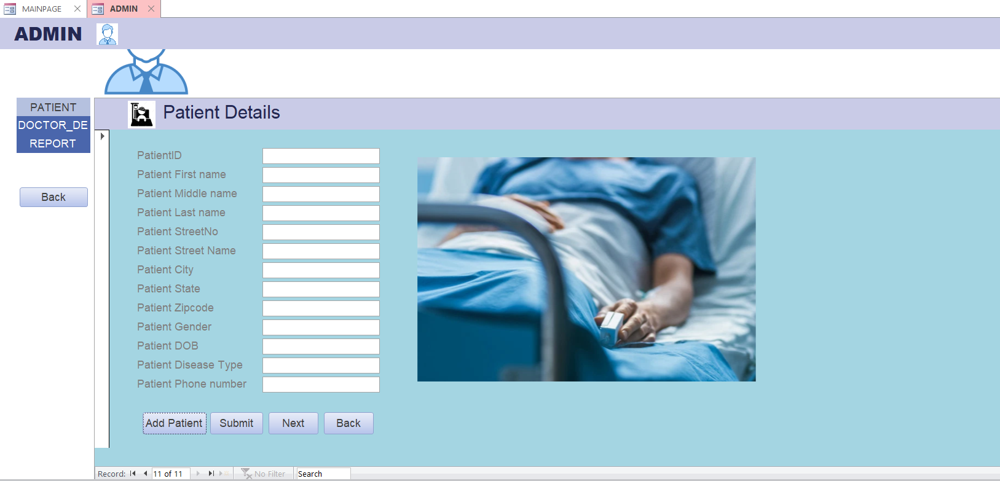 MAINPAGE
ADMIN
ADMIN
PATIENT
DOCTOR_DE
REPORT
Back
Patient Details
PatientID
Patient First name
Patient Middle name
Patient Last name
Patient StreetNo
Patient Street Name
Patient City
Patient State
Patient Zipcode
Patient Gender
Patient DOB
Patient Disease Type
Patient Phone number
Add Patient
Submit
Next
Back
Record: 11 of 11 No Filter Search